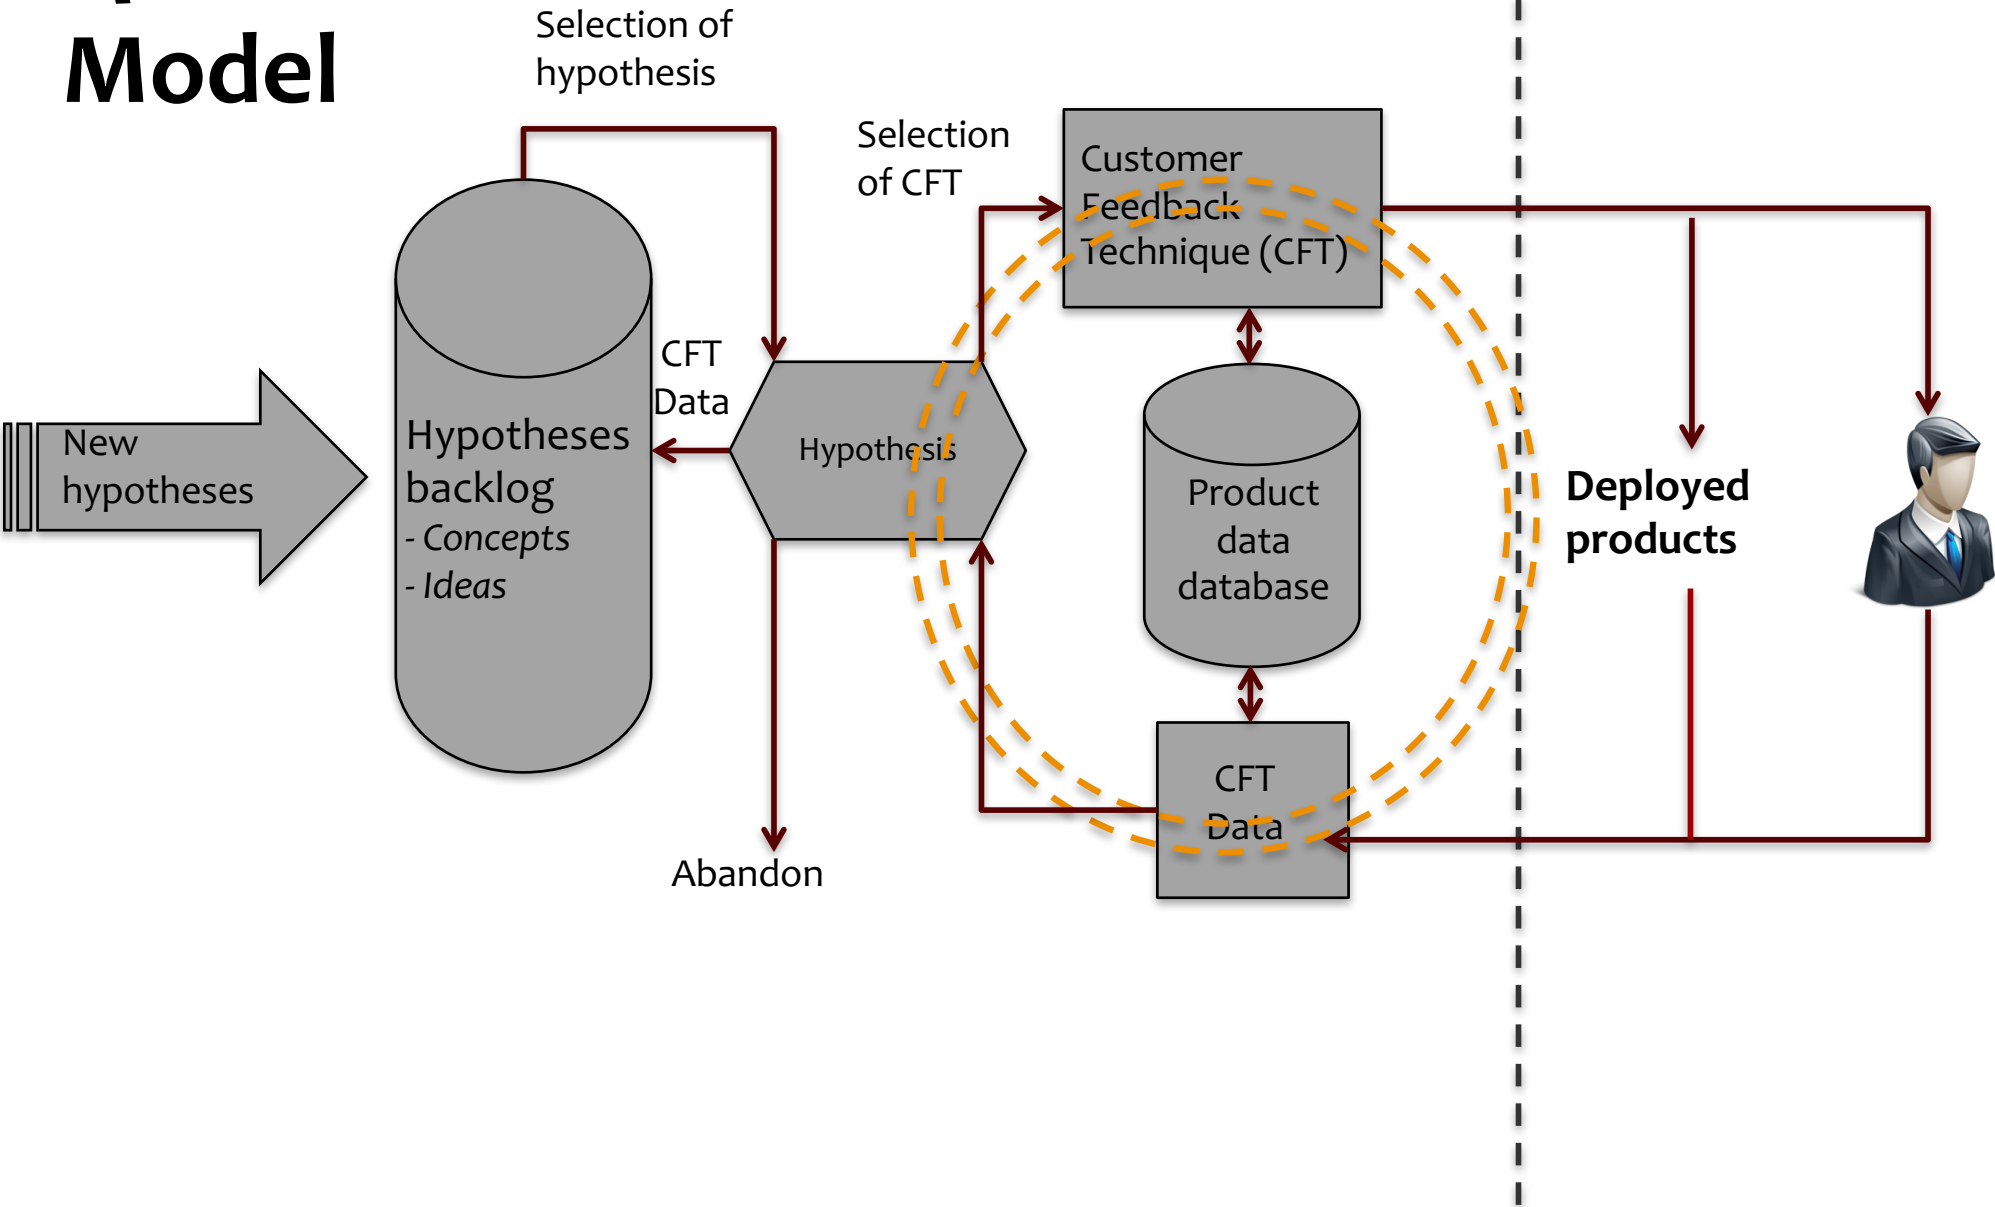 Model
Selection of
hypothesis
Selection
of CFT
Customer
Feedback
Technique (CFT)
CFT
Data
New
hypotheses
Hypotheses
backlog
- Concepts
- Ideas
Hypothesis
Product
data
database
Deployed
products
CFT
Data
Abandon